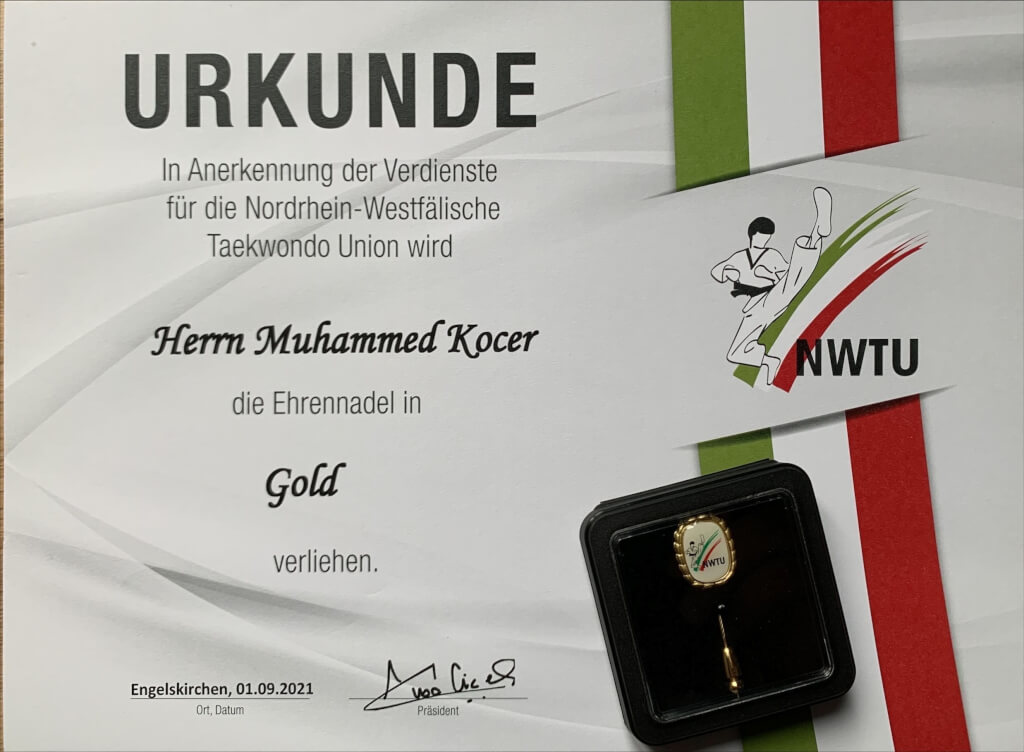 URKUNDE
In Anerkennung der Verdienste
für die Nordrhein-Westfälische
Taekwondo Union wird
Herrn Muhammed Kocer
die Ehrennadel in
Gold
verliehen.
Engelskirchen, 01.09.2021
Ort, Datum
Präsident
NWTU
NWTU